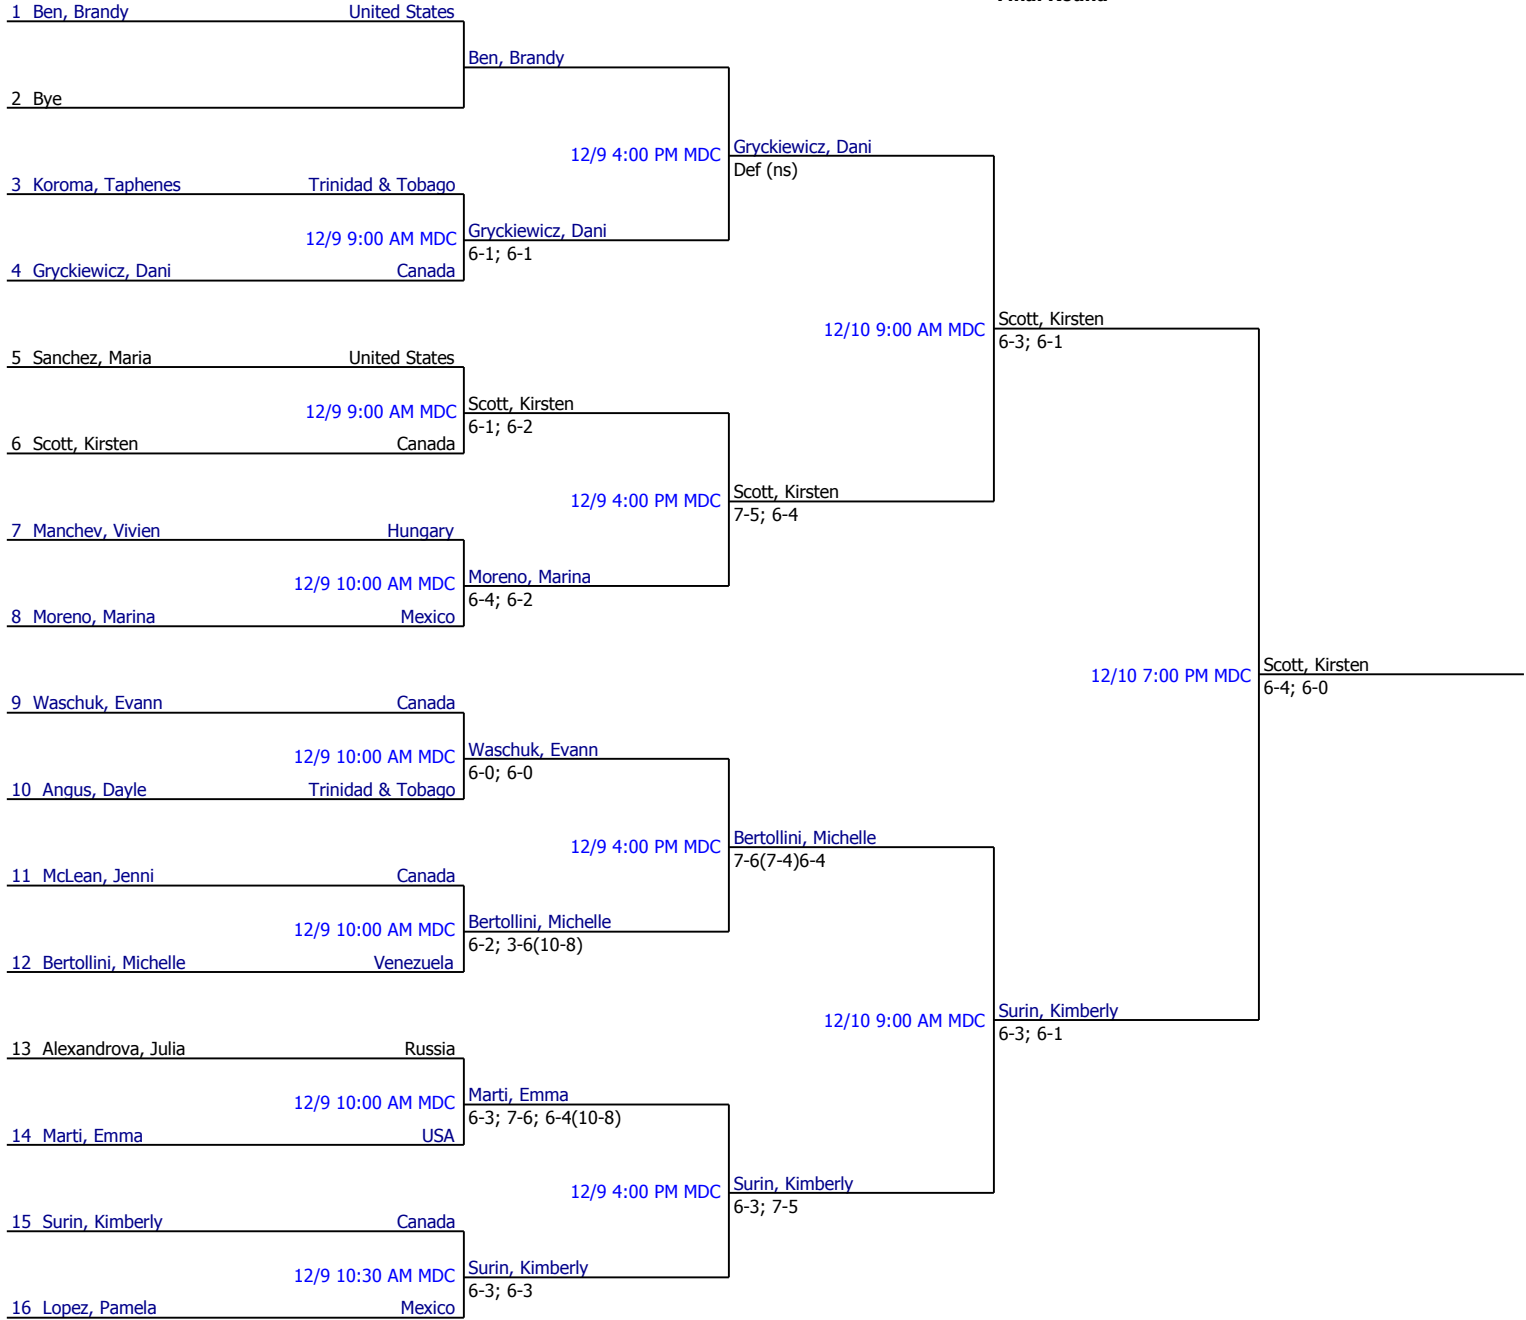 1 Ben, Brandy United States
Ben, Brandy
2 Bye
12/9 4:00 PM MDC Gryckiewicz, Dani
Def (ns)
3 Koroma, Taphenes Trinidad & Tobago
12/9 9:00 AM MDC Gryckiewicz, Dani
6-1; 6-1
4 Gryckiewicz, Dani Canada
12/10 9:00 AM MDC Scott, Kirsten
6-3; 6-1
5 Sanchez, Maria United States
12/9 9:00 AM MDC Scott, Kirsten
6-1; 6-2
6 Scott, Kirsten Canada
12/9 4:00 PM MDC Scott, Kirsten
7-5; 6-4
7 Manchev, Vivien Hungary
12/9 10:00 AM MDC Moreno, Marina
6-4; 6-2
8 Moreno, Marina Mexico
12/10 7:00 PM MDC Scott, Kirsten
6-4; 6-0
9 Waschuk, Evann Canada
12/9 10:00 AM MDC Waschuk, Evann
6-0; 6-0
10 Angus, Dayle Trinidad & Tobago
12/9 4:00 PM MDC Bertollini, Michelle
7-6(7-4)6-4
11 McLean, Jenni Canada
12/9 10:00 AM MDC Bertollini, Michelle
6-2; 3-6(10-8)
12 Bertollini, Michelle Venezuela
12/10 9:00 AM MDC Surin, Kimberly
6-3; 6-1
13 Alexandrova, Julia Russia
12/9 10:00 AM MDC Marti, Emma
6-3; 7-6; 6-4(10-8)
14 Marti, Emma USA
12/9 4:00 PM MDC Surin, Kimberly
6-3; 7-5
15 Surin, Kimberly Canada
12/9 10:30 AM MDC Surin, Kimberly
6-3; 6-3
16 Lopez, Pamela Mexico